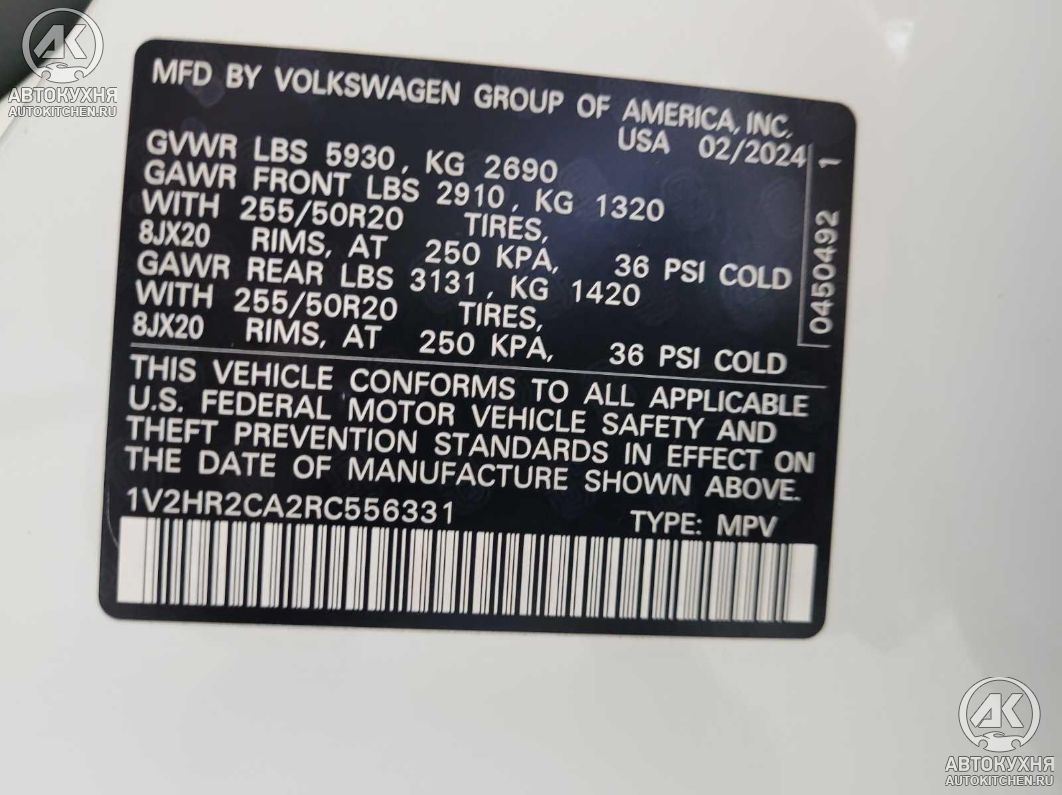 АК
АВТОКУХНЯ
AUTOKITCHEN.RU
MFD BY VOLKSWAGEN GROUP OF AMERICA, INC.
USA 02/2024
GVWR LBS 5930, KG 2690
GAWR FRONT LBS 2910, KG 1320
WITH 255/50R20 TIRES,
8JX20 RIMS, AT 250 KPA, 36 PSI COLD
GAWR REAR LBS 3131, KG 1420
WITH 255/50R20 TIRES,
8JX20 RIMS, AT 250 KPA, 36 PSI COLD
0450492 1
THIS VEHICLE CONFORMS TO ALL APPLICABLE
U.S. FEDERAL MOTOR VEHICLE SAFETY AND
THEFT PREVENTION STANDARDS IN EFFECT ON
THE DATE OF MANUFACTURE SHOWN ABOVE.
1V2HR2CA2RC556331 TYPE: MPV
АК
АВТОКУХНЯ
AUTOKITCHEN.RU